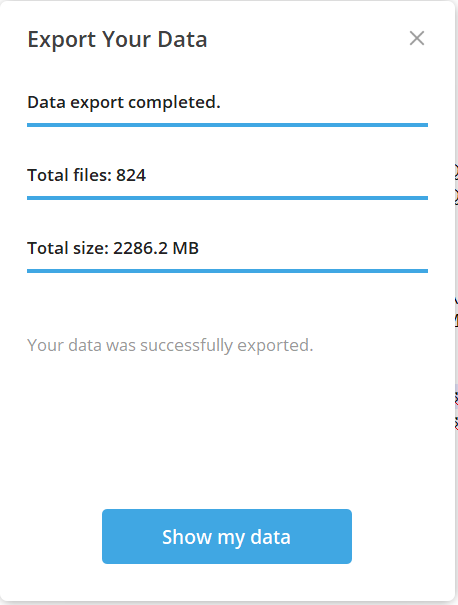 Export Your Data
Data export completed.
Total files: 824
Total size: 2286.2 MB
Your data was successfully exported.
Show my data